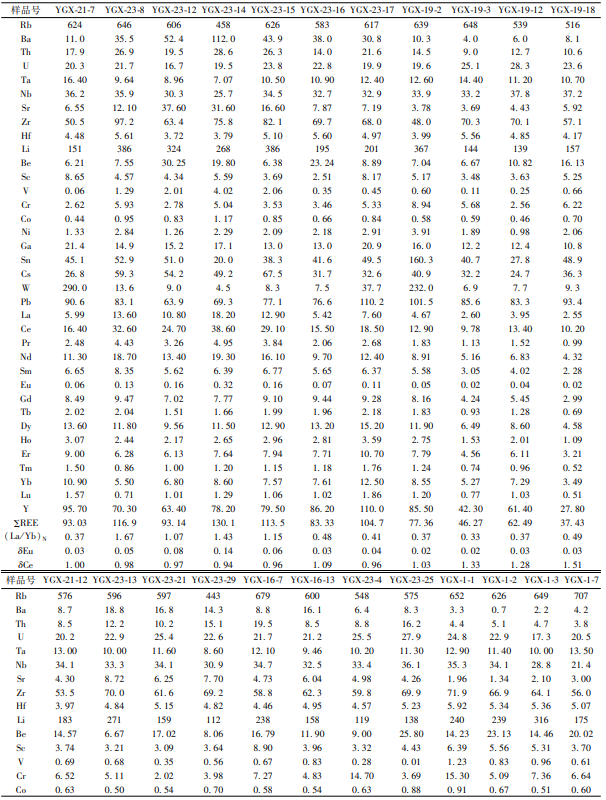 样品号 YGX-21-7 YGX-23-8 YGX-23-12 YGX-23-14 YGX-23-15 YGX-23-16 YGX-23-17 YGX-19-2 YGX-19-3 YGX-19-12 YGX-19-18
Rb 624 646 606 458 626 583 617 639 648 539 516
Ba 11.0 35.5 52.4 112.0 43.9 38.0 30.8 10.3 4.0 6.0 8.1
Th 17.9 26.9 19.5 28.6 26.3 14.0 21.6 14.5 9.0 12.7 10.6
U 20.3 21.7 16.7 19.5 23.8 22.8 19.9 19.6 25.1 28.3 23.6
Ta 16.40 9.64 8.96 7.07 10.50 10.90 12.40 12.60 14.40 11.20 10.70
Nb 36.2 35.9 30.3 25.7 34.5 32.7 32.9 33.9 33.2 37.8 37.2
Sr 6.55 12.10 37.60 31.60 16.60 7.87 7.19 3.78 3.69 4.43 5.92
Zr 50.5 97.2 63.4 75.8 82.1 69.7 68.0 48.0 70.3 70.1 57.1
Hf 4.48 5.61 3.72 3.79 5.10 5.60 4.97 3.99 5.56 4.85 4.17
Li 151 386 324 268 386 195 201 367 144 139 157
Be 6.21 7.55 30.25 19.80 6.38 23.24 8.89 7.04 6.67 10.82 16.13
Sc 8.65 4.57 4.34 5.59 3.69 2.51 8.17 5.17 3.48 3.63 5.25
V 0.06 1.29 2.01 4.02 2.06 0.35 0.45 0.60 0.11 0.25 0.66
Cr 2.62 5.93 2.78 5.04 3.53 3.46 5.33 8.94 5.68 2.56 6.22
Co 0.44 0.95 0.83 1.17 0.85 0.66 0.84 0.58 0.59 0.46 0.70
Ni 1.33 2.84 1.26 2.29 2.09 2.18 2.91 3.91 1.89 0.98 2.06
Ga 21.4 14.9 15.2 17.1 13.0 13.0 20.9 16.0 12.2 12.4 10.8
Sn 45.1 52.9 51.0 20.0 38.3 41.6 49.5 160.3 40.7 27.8 48.9
Cs 26.8 59.3 54.2 49.2 67.5 31.7 32.6 40.9 32.2 24.7 36.3
W 290.0 13.6 9.0 4.5 8.3 7.5 37.7 232.0 6.9 7.7 9.3
Pb 90.6 83.1 63.9 69.3 77.1 76.6 110.2 101.5 85.6 83.3 93.4
La 5.99 13.60 10.80 18.20 12.90 5.42 7.60 4.67 2.60 3.95 2.55
Ce 16.40 32.60 24.70 38.60 29.10 15.50 18.50 12.90 9.78 13.40 10.20
Pr 2.48 4.43 3.26 4.95 3.84 2.06 2.68 1.83 1.13 1.52 0.99
Nd 11.30 18.70 13.40 19.30 16.10 9.70 12.40 8.91 5.16 6.83 4.32
Sm 6.65 8.35 5.62 6.39 6.77 5.65 6.37 5.58 3.05 4.02 2.28
Eu 0.06 0.13 0.16 0.32 0.16 0.07 0.11 0.05 0.02 0.04 0.02
Gd 8.49 9.47 7.02 7.77 9.10 9.44 9.28 8.16 4.24 5.45 2.99
Tb 2.02 2.04 1.51 1.66 1.99 1.96 2.18 1.83 0.93 1.28 0.69
Dy 13.60 11.80 9.56 11.50 12.90 13.20 15.20 11.90 6.49 8.60 4.58
Ho 3.07 2.44 2.17 2.65 2.96 2.81 3.59 2.75 1.53 2.01 1.09
Er 9.00 6.28 6.13 7.64 7.94 7.71 10.70 7.79 4.56 6.11 3.21
Tm 1.50 0.86 1.00 1.20 1.15 1.18 1.76 1.24 0.74 0.96 0.52
Yb 10.90 5.50 6.80 8.60 7.57 7.61 12.50 8.55 5.27 7.29 3.49
Lu 1.57 0.71 1.01 1.29 1.06 1.02 1.86 1.20 0.77 1.03 0.51
Y 95.70 70.30 63.40 78.20 79.50 86.20 110.0 85.50 42.30 61.40 27.80
ΣREE 93.03 116.9 93.14 130.1 113.5 83.33 104.7 77.36 46.27 62.49 37.43
(La/Yb)N 0.37 1.67 1.07 1.43 1.15 0.48 0.41 0.37 0.33 0.37 0.49
δEu 0.03 0.05 0.08 0.14 0.06 0.03 0.04 0.02 0.02 0.03 0.03
δCe 1.00 0.98 0.97 0.94 0.96 1.09 0.96 1.03 1.33 1.28 1.51
样品号 YGX-21-12 YGX-23-13 YGX-23-21 YGX-23-29 YGX-16-7 YGX-16-13 YGX-23-4 YGX-23-25 YGX-1-1 YGX-1-2 YGX-1-3 YGX-1-7
Rb 576 596 597 443 679 600 548 575 652 626 649 707
Ba 8.7 18.8 16.8 14.3 8.8 16.1 6.4 8.3 3.3 0.7 2.2 4.2
Th 8.5 12.2 10.2 15.1 19.5 8.5 8.8 16.2 4.4 5.1 4.7 3.8
U 20.2 22.9 25.4 22.6 21.7 21.2 25.5 27.9 24.8 22.9 17.3 20.5
Ta 13.00 10.00 11.60 8.60 12.10 9.46 10.20 11.30 12.90 11.40 10.00 13.50
Nb 34.1 33.3 34.1 30.9 34.7 32.5 33.4 36.1 35.3 34.1 28.8 21.4
Sr 4.30 8.72 6.25 7.70 4.73 6.04 4.98 4.26 1.96 1.34 2.10 3.00
Zr 53.5 70.0 61.6 69.2 58.8 62.3 59.8 69.9 71.9 66.9 64.1 56.0
Hf 3.97 4.84 5.15 4.82 4.46 4.95 4.57 5.23 5.92 5.34 5.36 5.07
Li 183 271 159 112 238 158 119 138 240 239 316 175
Be 14.57 6.67 17.02 8.06 16.79 11.90 9.00 25.80 14.23 23.13 14.46 20.02
Sc 3.74 3.21 3.09 3.64 8.90 3.96 3.32 4.43 6.39 5.56 5.31 3.70
V 0.69 0.68 0.35 0.56 0.67 0.83 0.28 0.01 1.23 0.83 0.96 0.61
Cr 6.52 5.11 2.02 3.98 7.27 4.83 14.70 3.69 15.30 5.09 7.36 6.64
Co 0.63 0.50 0.54 0.70 0.58 0.54 0.63 0.88 0.91 0.67 0.51 0.60